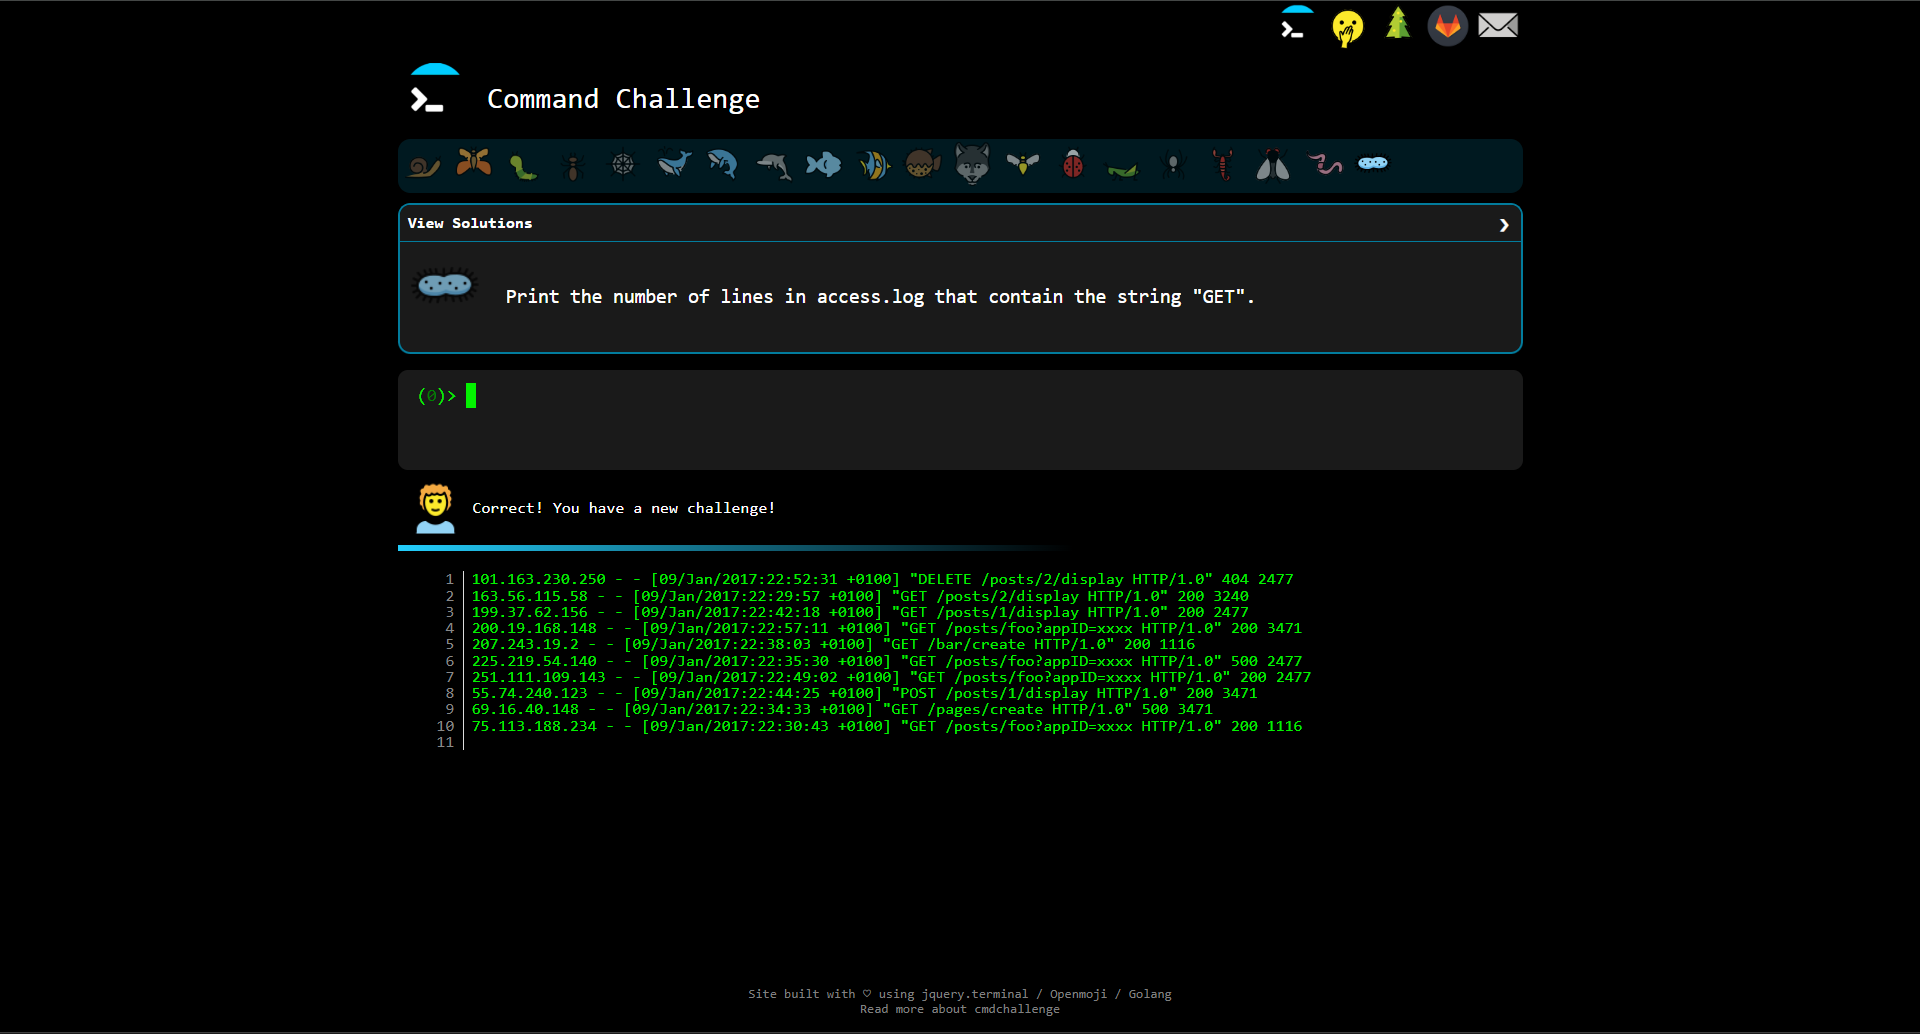 Command Challenge
View Solutions
Print the number of lines in access.log that contain the string "GET".
(0)>
Correct! You have a new challenge!
1 101.163.230.250 - - [09/Jan/2017:22:52:31 +0100] "DELETE /posts/2/display HTTP/1.0" 404 2477
2 163.56.115.58 - - [09/Jan/2017:22:29:57 +0100] "GET /posts/2/display HTTP/1.0" 200 3240
3 199.37.62.156 - - [09/Jan/2017:22:42:18 +0100] "GET /posts/1/display HTTP/1.0" 200 2477
4 200.19.168.148 - - [09/Jan/2017:22:57:11 +0100] "GET /posts/foo?appID=xxxx HTTP/1.0" 200 3471
5 207.243.19.2 - - [09/Jan/2017:22:38:03 +0100] "GET /bar/create HTTP/1.0" 200 1116
6 225.219.54.140 - - [09/Jan/2017:22:35:30 +0100] "GET /posts/foo?appID=xxxx HTTP/1.0" 500 2477
7 251.111.109.143 - - [09/Jan/2017:22:49:02 +0100] "GET /posts/foo?appID=xxxx HTTP/1.0" 200 2477
8 55.74.240.123 - - [09/Jan/2017:22:44:25 +0100] "POST /posts/1/display HTTP/1.0" 200 3471
9 69.16.40.148 - - [09/Jan/2017:22:34:33 +0100] "GET /pages/create HTTP/1.0" 500 3471
10 75.113.188.234 - - [09/Jan/2017:22:30:43 +0100] "GET /posts/foo?appID=xxxx HTTP/1.0" 200 1116
11
Site built with ♡ using jquery.terminal / Openmoji / Golang
Read more about cmdchallenge